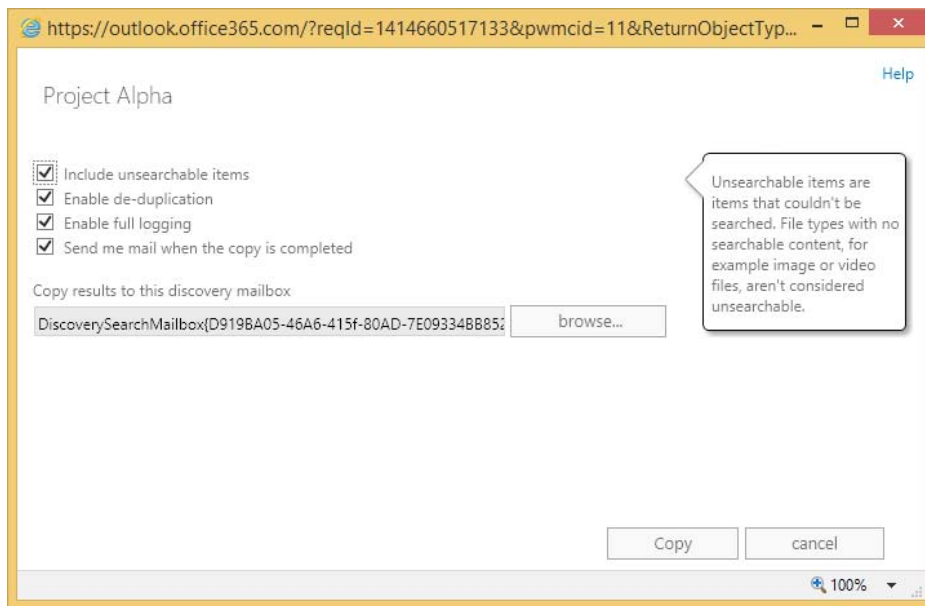 https://outlook.office365.com/?reqId=1414660517133&pwmcid=11&ReturnObjectTyp...
Help
Project Alpha
Include unsearchable items
Enable de-duplication
Enable full logging
Send me mail when the copy is completed
Unsearchable items are
items that couldn't be
searched. File types with no
searchable content, for
example image or video
files, aren't considered
unsearchable.
Copy results to this discovery mailbox
DiscoverySearchMailbox{D919BA05-46A6-415f-80AD-7E09334BB852
browse...
Copy
cancel
100%